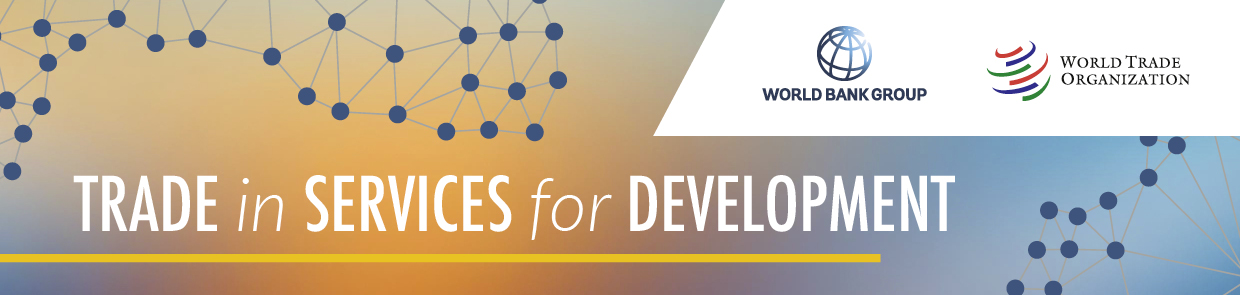 WORLD BANK GROUP
WORLD TRADE
ORGANIZATION
TRADE in SERVICES for DEVELOPMENT